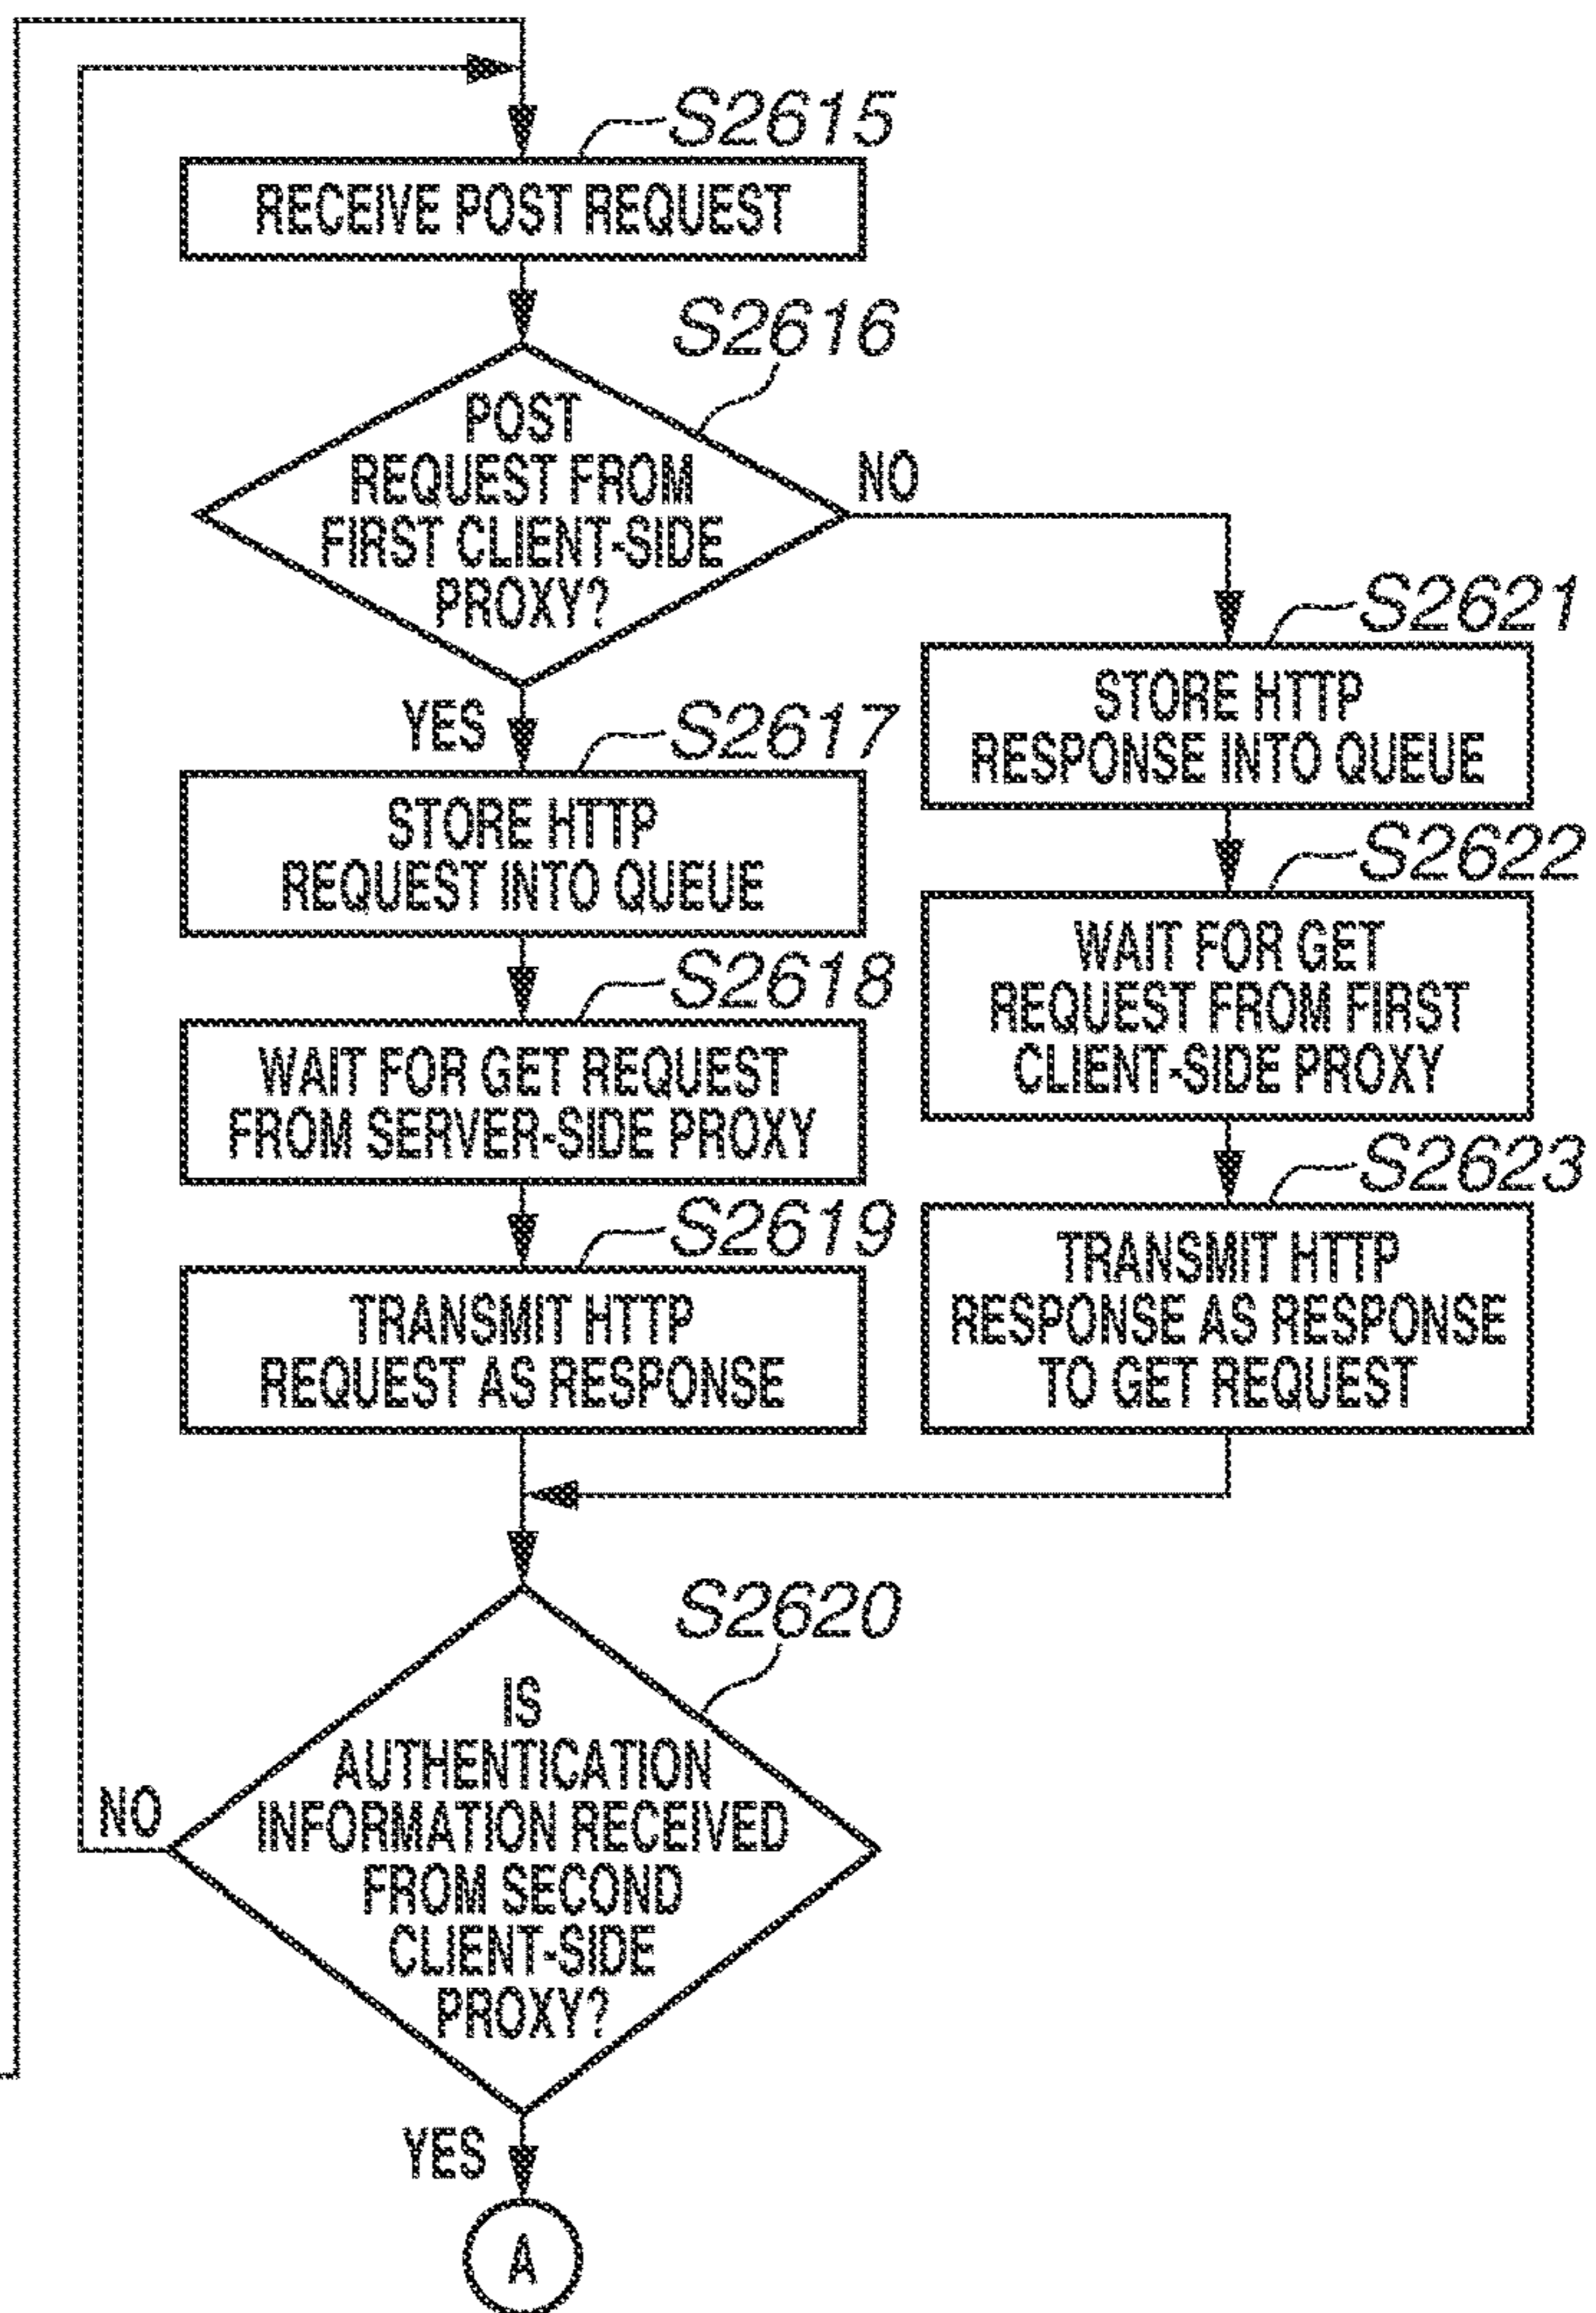 S2615
RECEIVE POST REQUEST
S2616
POST
REQUEST FROM
FIRST CLIENT-SIDE
PROXY?
NO
YES
S2617
STORE HTTP
REQUEST INTO QUEUE
S2618
WAIT FOR GET REQUEST
FROM SERVER-SIDE PROXY
S2619
TRANSMIT HTTP
REQUEST AS RESPONSE
S2621
STORE HTTP
RESPONSE INTO QUEUE
S2622
WAIT FOR GET
REQUEST FROM FIRST
CLIENT-SIDE PROXY
S2623
TRANSMIT HTTP
RESPONSE AS RESPONSE
TO GET REQUEST
S2620
IS
AUTHENTICATION
INFORMATION RECEIVED
FROM SECOND
CLIENT-SIDE
PROXY?
NO
YES
A